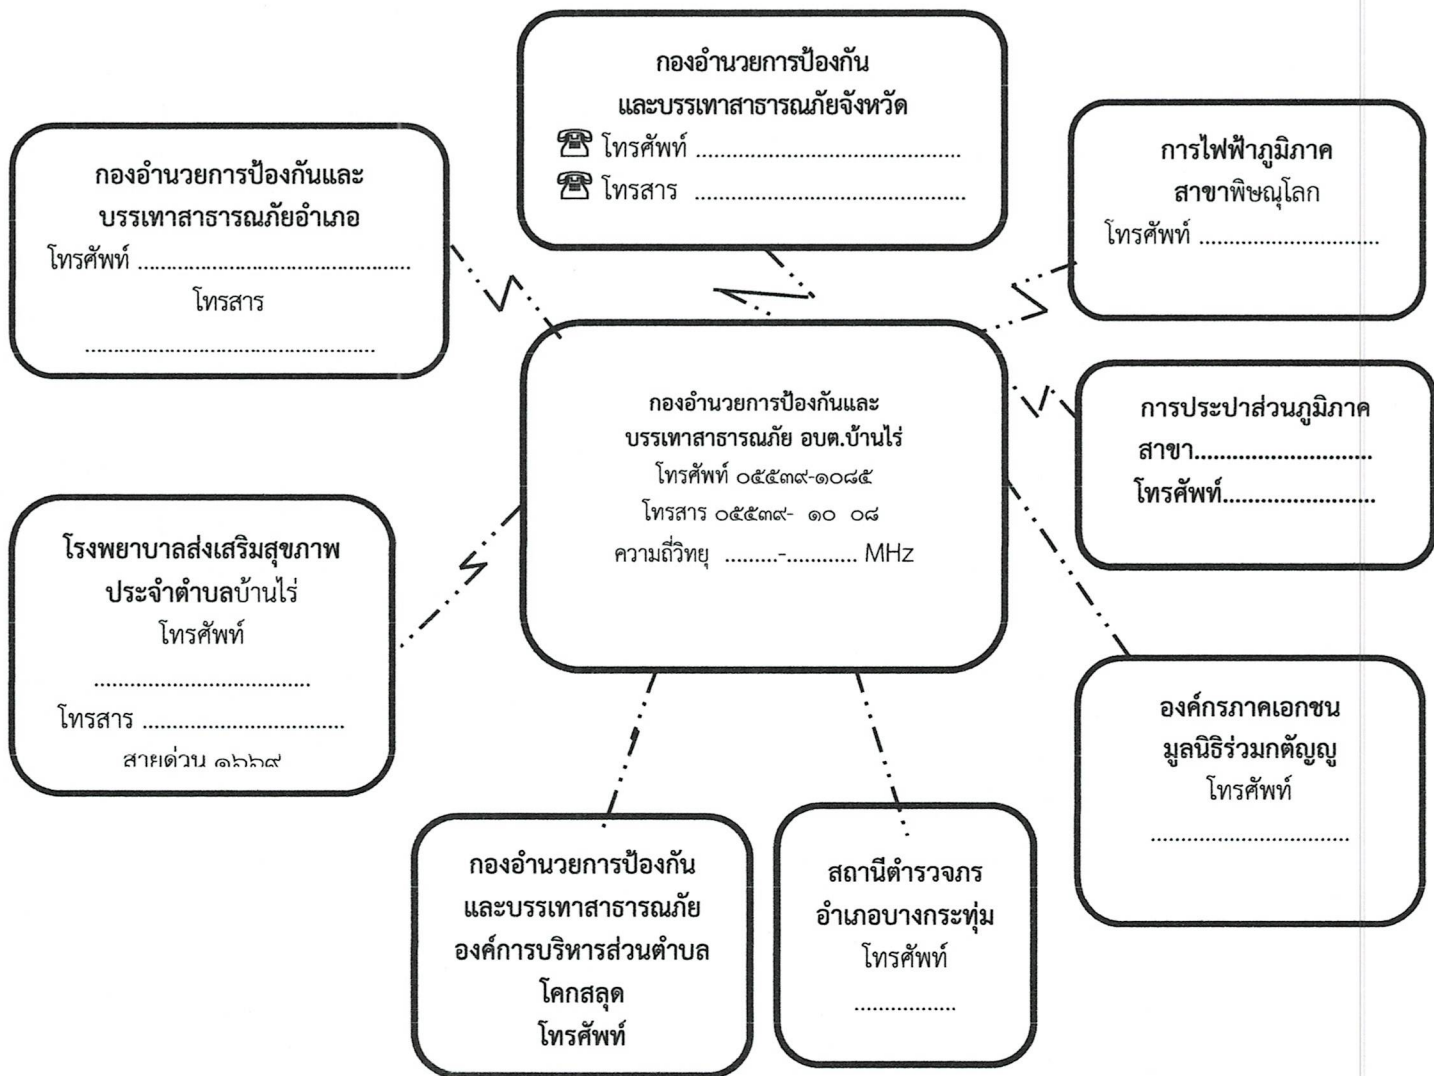 กองอำนวยการป้องกัน
และบรรเทาสาธารณภัยจังหวัด
☎ โทรศัพท์ ......................................
☎ โทรสาร ......................................
กองอำนวยการป้องกันและ
บรรเทาสาธารณภัยอำเภอ
โทรศัพท์ ................................................
โทรสาร
................................................
การไฟฟ้าภูมิภาค
สาขาพิษณุโลก
โทรศัพท์ .............................
กองอำนวยการป้องกันและ
บรรเทาสาธารณภัย อบต.บ้านไร่
โทรศัพท์ ๐๕๕๓๙-๑๐๘๕
โทรสาร ๐๕๕๓๙- ๑๐ ๐๘
ความถี่วิทยุ .........-............ MHz
การประปาส่วนภูมิภาค
สาขา.............................
โทรศัพท์.........................
โรงพยาบาลส่งเสริมสุขภาพ
ประจำตำบลบ้านไร่
โทรศัพท์
...................................
โทรสาร .................................
สายด่วน ๑๖๖๙
องค์กรภาคเอกชน
มูลนิธิร่วมกตัญญู
โทรศัพท์
................................
กองอำนวยการป้องกัน
และบรรเทาสาธารณภัย
องค์การบริหารส่วนตำบล
โคกสลุด
โทรศัพท์
สถานีตำรวจภร
อำเภอบางกระทุ่ม
โทรศัพท์
.................